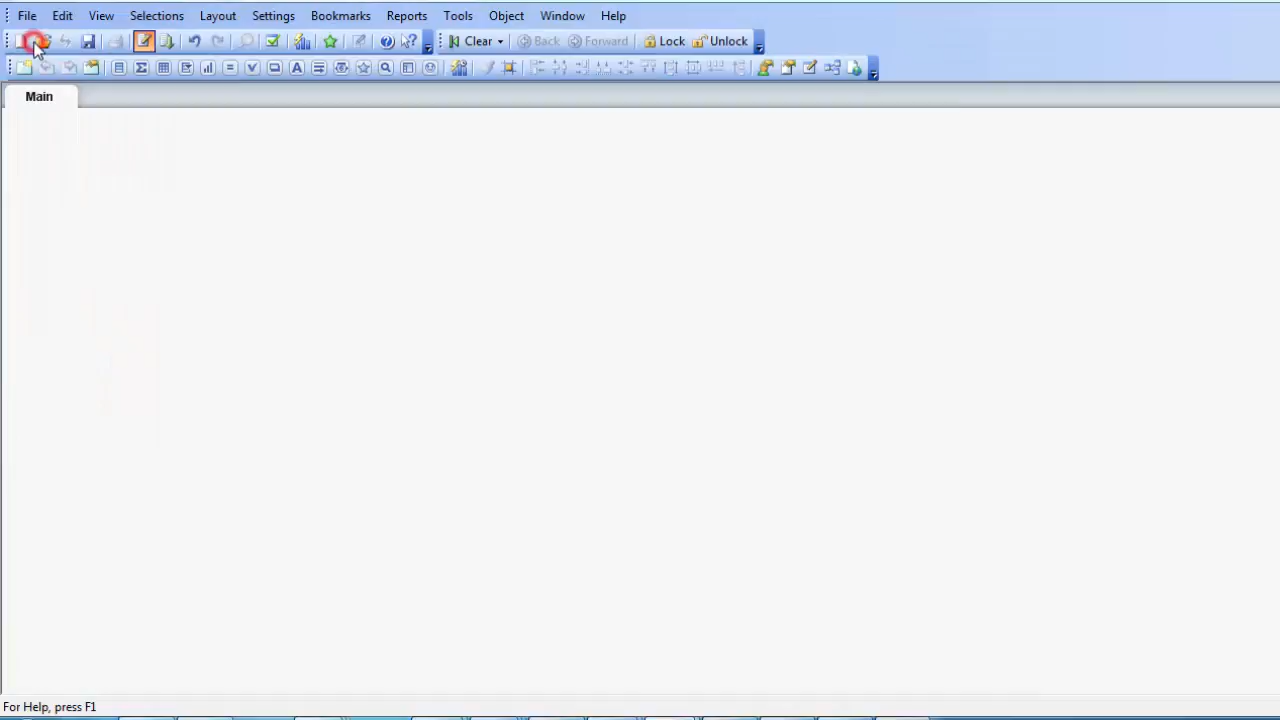 File Edit View Selections Layout Settings Bookmarks Reports Tools Object Window Help
Clear Back Forward Lock Unlock
Main
For Help, press F1